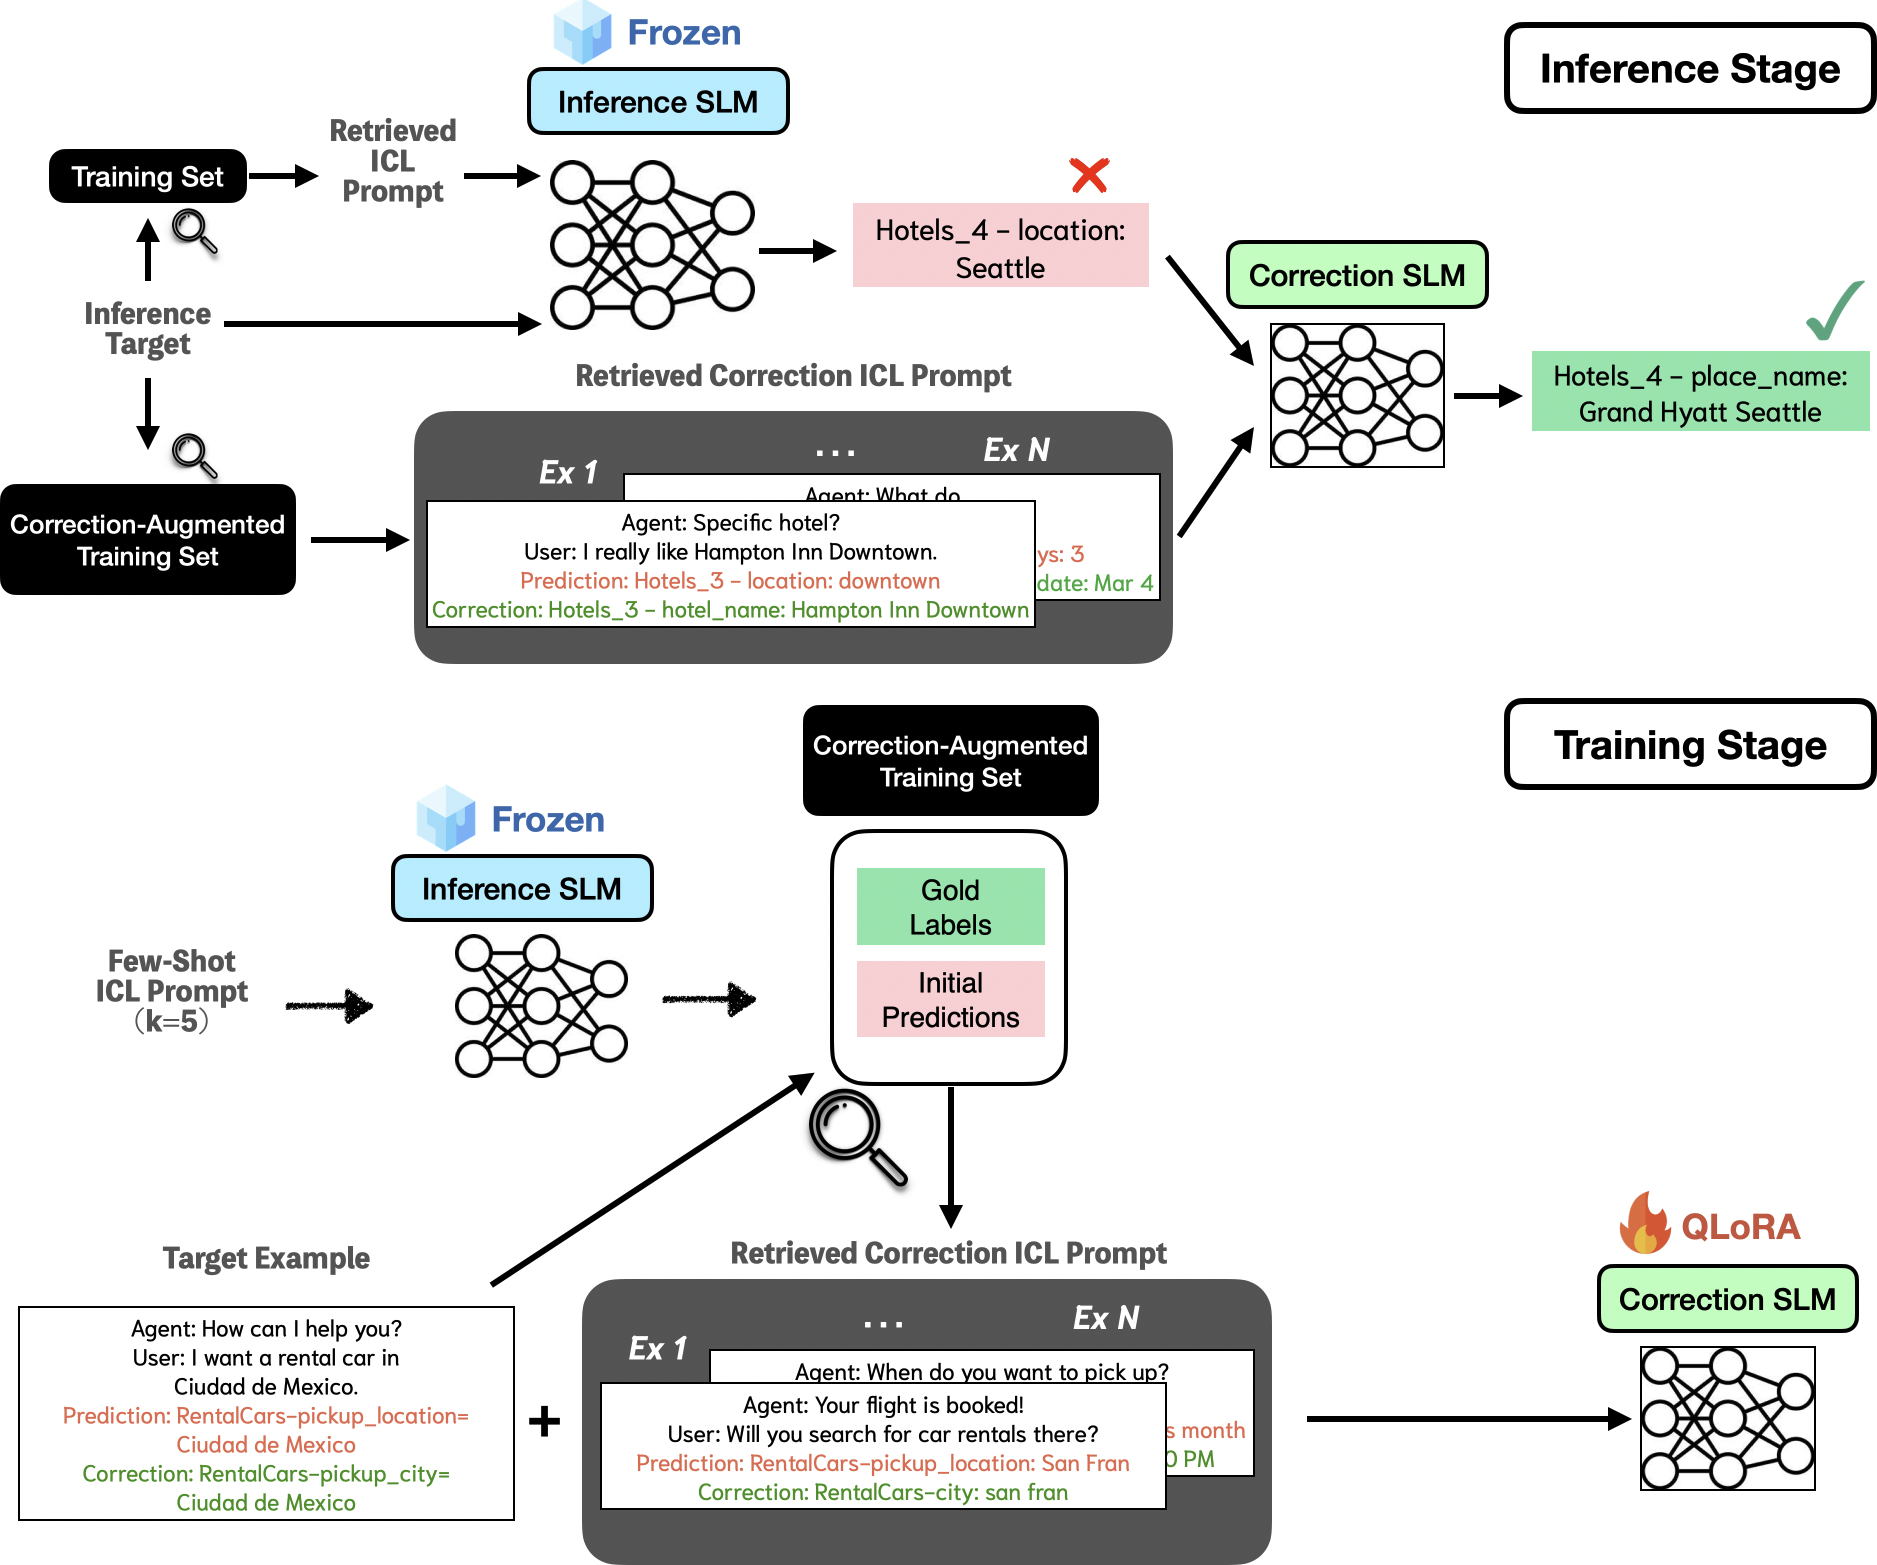 Frozen
Inference SLM
Inference Stage
Training Set
Retrieved
ICL
Prompt
Hotels_4 - location:
Seattle
Correction SLM
Inference
Target
Hotels_4 - place_name:
Grand Hyatt Seattle
Retrieved Correction ICL Prompt
Ex 1
...
Ex N
Agent: What do
Agent: Specific hotel?
User: I really like Hampton Inn Downtown.
Prediction: Hotels_3 - location: downtown
Correction: Hotels_3 - hotel_name: Hampton Inn Downtown
ys: 3
date: Mar 4
Correction-Augmented
Training Set
Training Stage
Correction-Augmented
Training Set
Frozen
Inference SLM
Gold
Labels
Initial
Predictions
Few-Shot
ICL Prompt
(k=5)
Target Example
Agent: How can I help you?
User: I want a rental car in
Ciudad de Mexico.
Prediction: RentalCars-pickup_location=
Ciudad de Mexico
Correction: RentalCars-pickup_city=
Ciudad de Mexico
+
Retrieved Correction ICL Prompt
Ex 1
...
Ex N
Agent: When do you want to pick up?
Agent: Your flight is booked!
User: Will you search for car rentals there?
Prediction: RentalCars-pickup_location: San Fran
Correction: RentalCars-city: san fran
s month
0 PM
QLoRA
Correction SLM